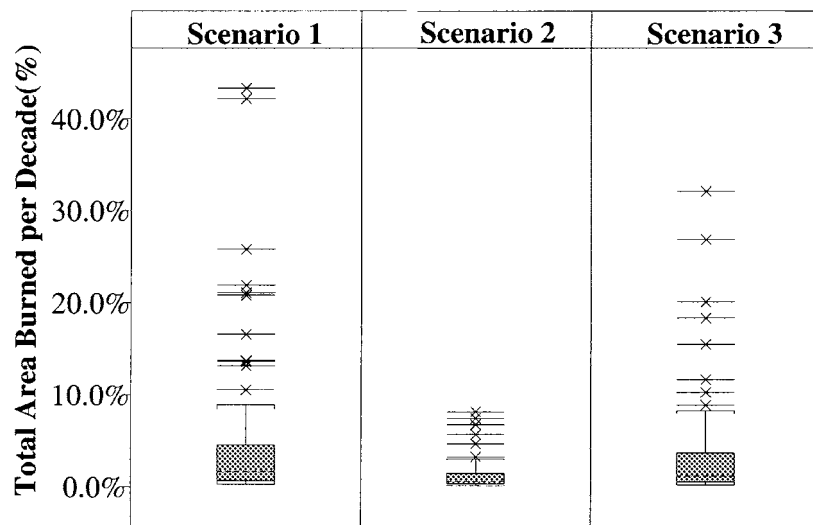 Scenario 1
Scenario 2
Scenario 3
Total Area Burned per Decade(%)
40.0%
30.0%
20.0%
10.0%
0.0%